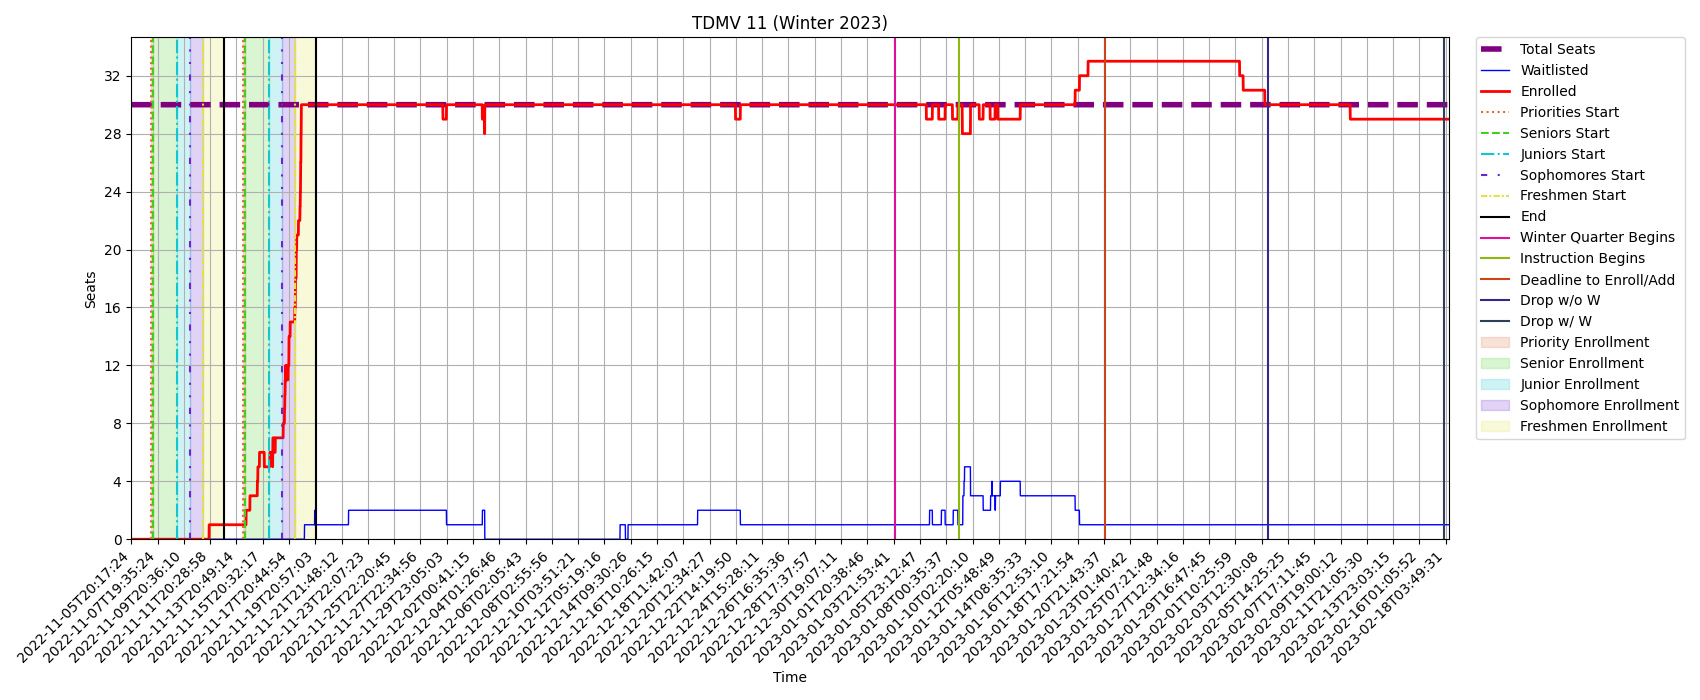 TDMV 11 (Winter 2023)
Seats
32
28
24
20
16
12
8
4
0
2022-11-05T20:17:24
2022-11-07T19:35:24
2022-11-09T20:36:10
2022-11-11T20:28:58
2022-11-13T20:49:14
2022-11-15T20:32:17
2022-11-17T20:44:54
2022-11-19T20:57:03
2022-11-21T21:48:12
2022-11-23T22:07:23
2022-11-25T22:20:45
2022-11-27T22:34:56
2022-11-29T23:05:03
2022-12-02T00:41:15
2022-12-04T01:26:46
2022-12-06T02:05:43
2022-12-08T02:55:56
2022-12-10T03:51:21
2022-12-12T05:19:16
2022-12-14T09:30:26
2022-12-16T10:26:15
2022-12-18T11:42:07
2022-12-20T12:34:27
2022-12-22T14:19:50
2022-12-24T15:28:11
2022-12-26T16:35:36
2022-12-28T17:37:57
2022-12-30T19:07:11
2023-01-01T20:38:46
2023-01-03T21:53:41
2023-01-05T23:12:47
2023-01-08T00:35:37
2023-01-10T02:20:10
2023-01-12T05:48:49
2023-01-14T08:35:33
2023-01-16T12:53:10
2023-01-18T17:21:54
2023-01-20T21:43:37
2023-01-23T01:40:42
2023-01-25T07:21:48
2023-01-27T12:34:16
2023-01-29T16:47:45
2023-02-01T10:25:59
2023-02-03T12:30:08
2023-02-05T14:25:25
2023-02-07T17:11:45
2023-02-09T19:00:12
2023-02-11T21:05:30
2023-02-13T23:03:15
2023-02-16T01:05:52
2023-02-18T03:49:31
Time
Total Seats
Waitlisted
Enrolled
Priorities Start
Seniors Start
Juniors Start
Sophomores Start
Freshmen Start
End
Winter Quarter Begins
Instruction Begins
Deadline to Enroll/Add
Drop w/o W
Drop w/ W
Priority Enrollment
Senior Enrollment
Junior Enrollment
Sophomore Enrollment
Freshmen Enrollment